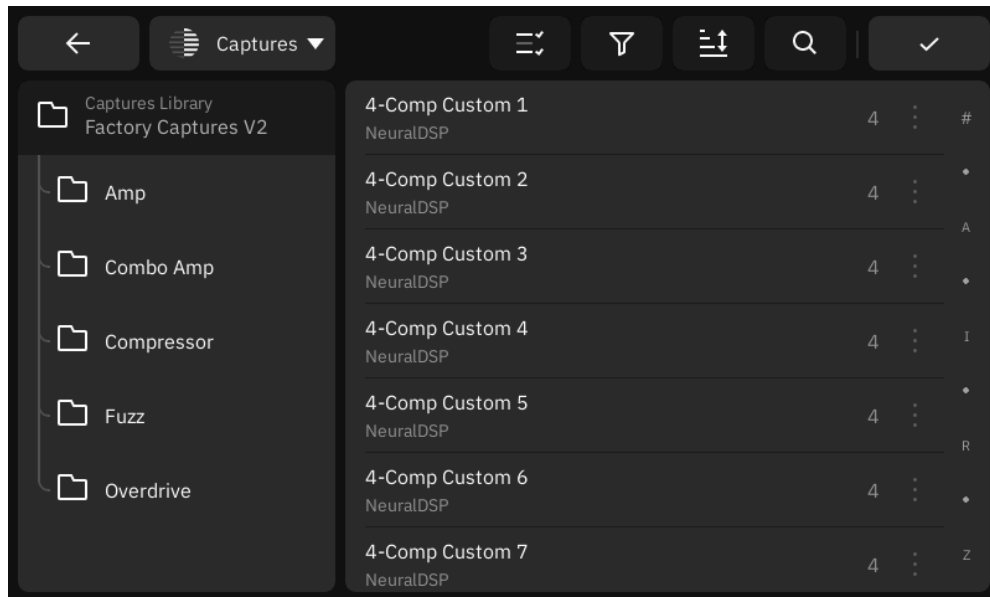 Captures
Captures Library
Factory Captures V2
Amp
Combo Amp
Compressor
Fuzz
Overdrive
4-Comp Custom 1
NeuralDSP
4
4-Comp Custom 2
NeuralDSP
4
4-Comp Custom 3
NeuralDSP
4
4-Comp Custom 4
NeuralDSP
4
4-Comp Custom 5
NeuralDSP
4
4-Comp Custom 6
NeuralDSP
4
4-Comp Custom 7
NeuralDSP
4
#
A
I
R
Z